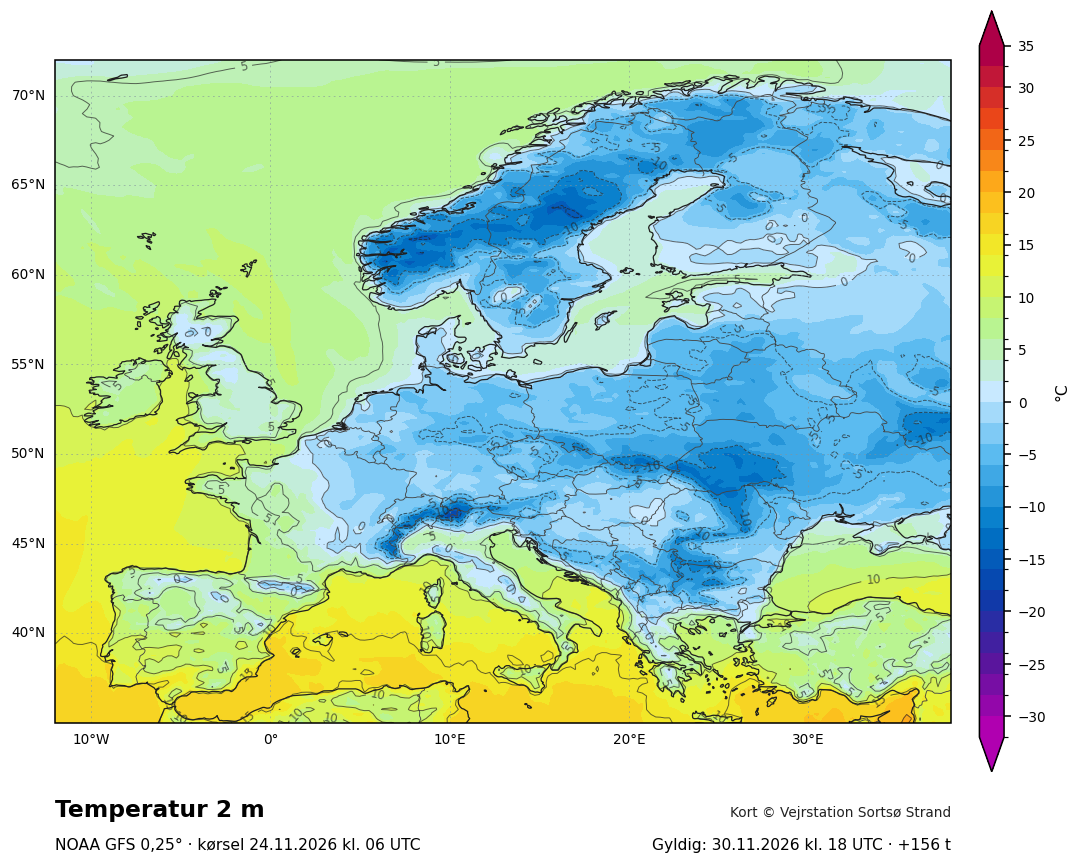 70°N
65°N
60°N
55°N
50°N
45°N
40°N
10°W 0° 10°E 20°E 30°E
35
30
25
20
15
10
5
0
−5
−10
−15
−20
−25
−30
°C
Temperatur 2 m
Kort © Vejrstation Sortsø Strand
NOAA GFS 0,25° · kørsel 24.11.2026 kl. 06 UTC
Gyldig: 30.11.2026 kl. 18 UTC · +156 t